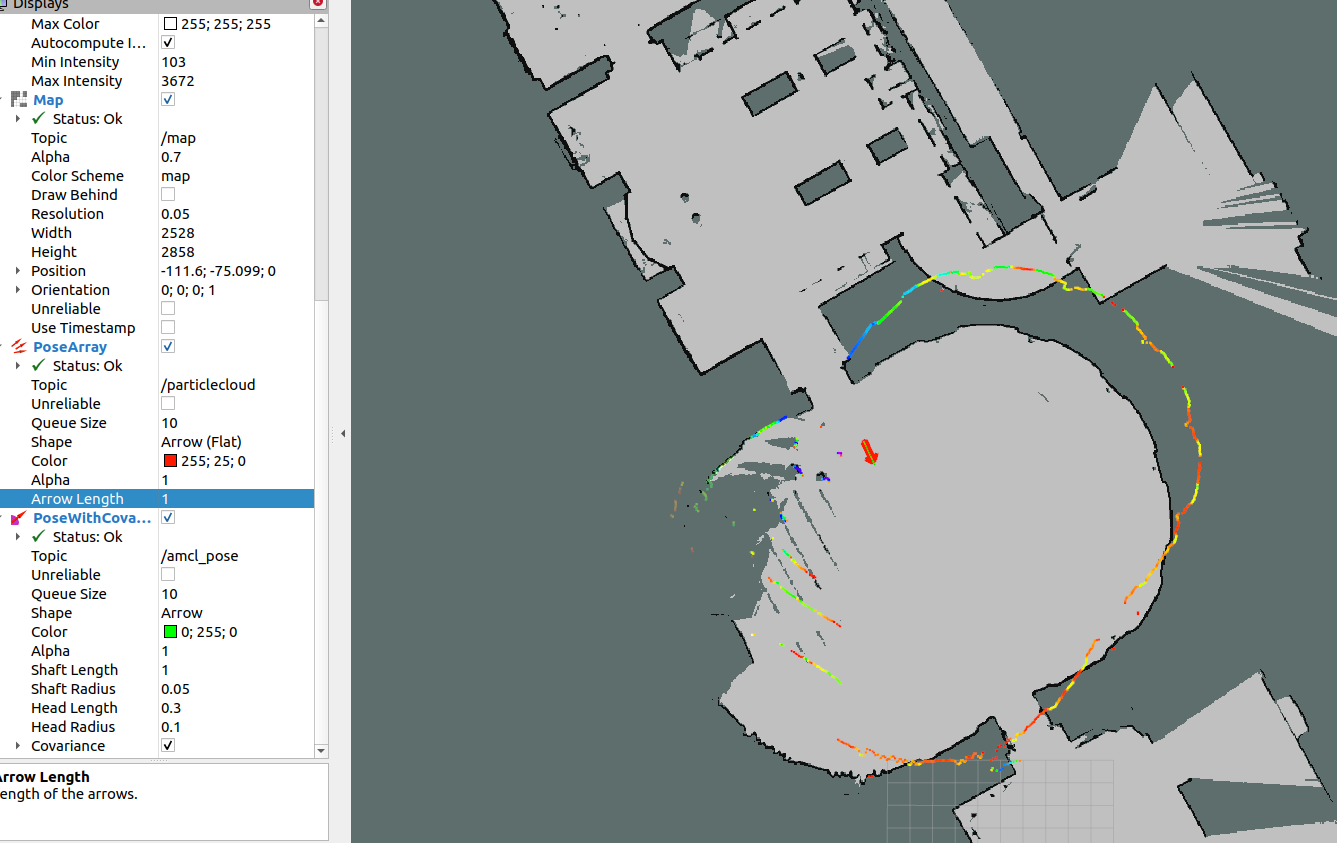 Displays
Max Color 255; 255; 255
Autocompute I...
Min Intensity 103
Max Intensity 3672
Map
Status: Ok
Topic /map
Alpha 0.7
Color Scheme map
Draw Behind
Resolution 0.05
Width 2528
Height 2858
Position -111.6; -75.099; 0
Orientation 0; 0; 0; 1
Unreliable
Use Timestamp
PoseArray
Status: Ok
Topic /particlecloud
Unreliable
Queue Size 10
Shape Arrow (Flat)
Color 255; 25; 0
Alpha 1
Arrow Length 1
PoseWithCova...
Status: Ok
Topic /amcl_pose
Unreliable
Queue Size 10
Shape Arrow
Color 0; 255; 0
Alpha 1
Shaft Length 1
Shaft Radius 0.05
Head Length 0.3
Head Radius 0.1
Covariance
Arrow Length
ength of the arrows.